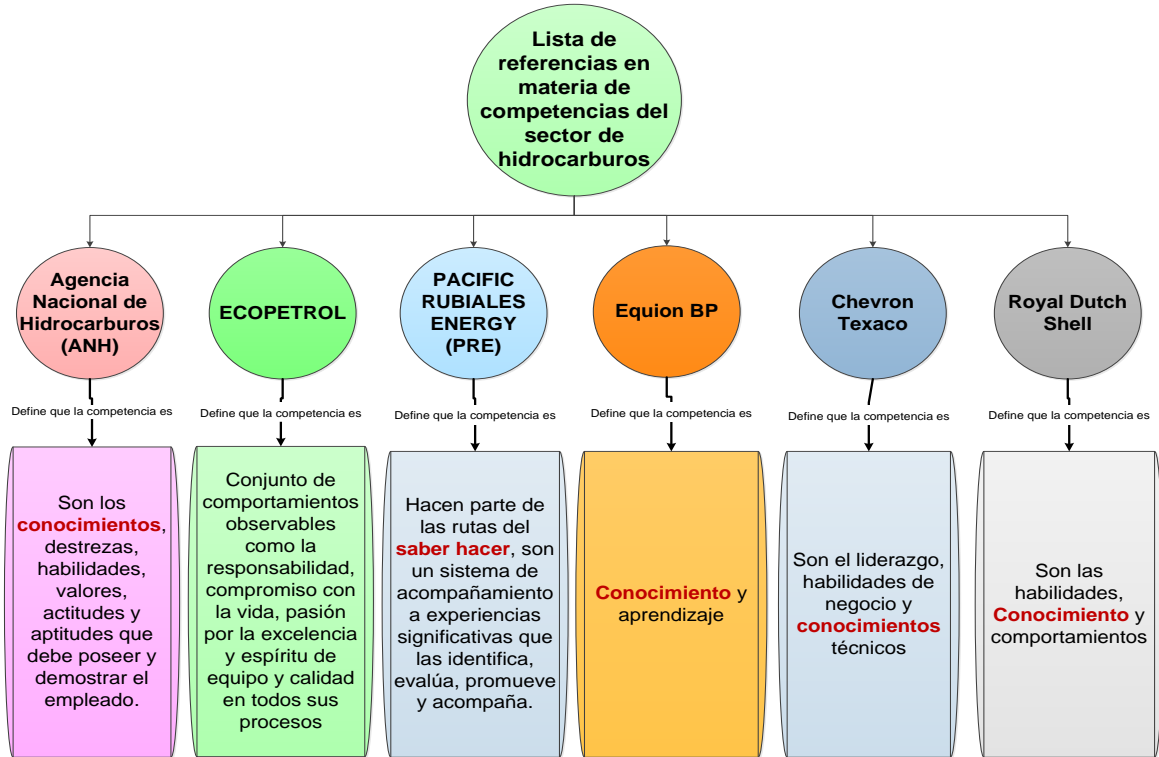 Lista de
referencias en
materia de
competencias del
sector de
hidrocarburos
Agencia
Nacional de
Hidrocarburos
(ANH)
ECOPETROL
PACIFIC
RUBIALES
ENERGY
(PRE)
Equion BP
Chevron
Texaco
Royal Dutch
Shell
Define que la competencia es
Define que la competencia es
Define que la competencia es
Define que la competencia es
Define que la competencia es
Define que la competencia es
Son los
conocimientos,
destrezas,
habilidades,
valores,
actitudes y
aptitudes que
debe poseer y
demostrar el
empleado.
Conjunto de
comportamientos
observables
como la
responsabilidad,
compromiso con
la vida, pasión
por la excelencia
y espíritu de
equipo y calidad
en todos sus
procesos
Hacen parte de
las rutas del
saber hacer, son
un sistema de
acompañamiento
a experiencias
significativas que
las identifica,
evalúa, promueve
y acompaña.
Conocimiento y
aprendizaje
Son el liderazgo,
habilidades de
negocio y
conocimientos
técnicos
Son las
habilidades,
Conocimiento y
comportamientos